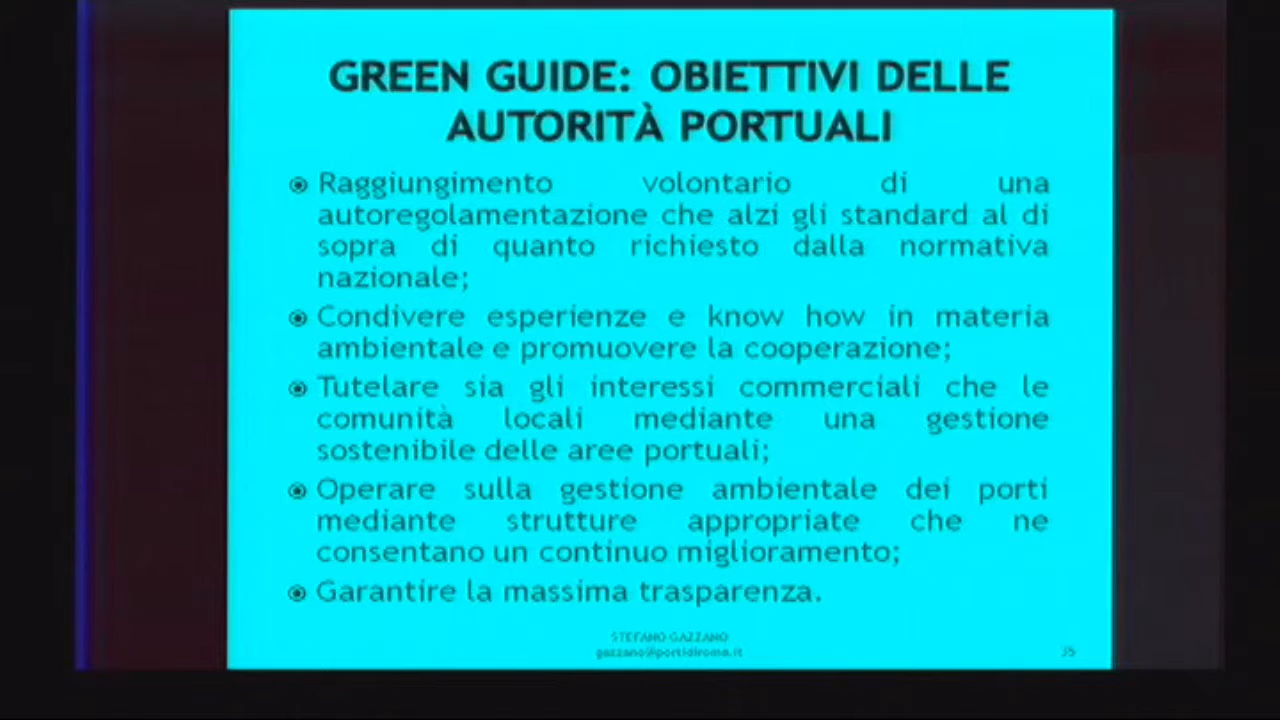 GREEN GUIDE: OBIETTIVI DELLE
AUTORITÀ PORTUALI
Raggiungimento volontario di una
autoregolamentazione che alzi gli standard al di
sopra di quanto richiesto dalla normativa
nazionale;
Condivere esperienze e know how in materia
ambientale e promuovere la cooperazione;
Tutelare sia gli interessi commerciali che le
comunità locali mediante una gestione
sostenibile delle aree portuali;
Operare sulla gestione ambientale dei porti
mediante strutture appropriate che ne
consentano un continuo miglioramento;
Garantire la massima trasparenza.
STEFANO GAZZANO
gazzano@portidiroma.it
35